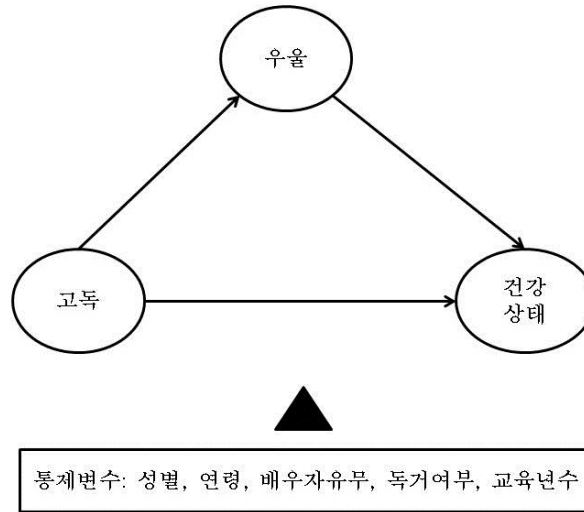 우울
고독
건강
상태
통제변수: 성별, 연령, 배우자유무, 독거여부, 교육년수